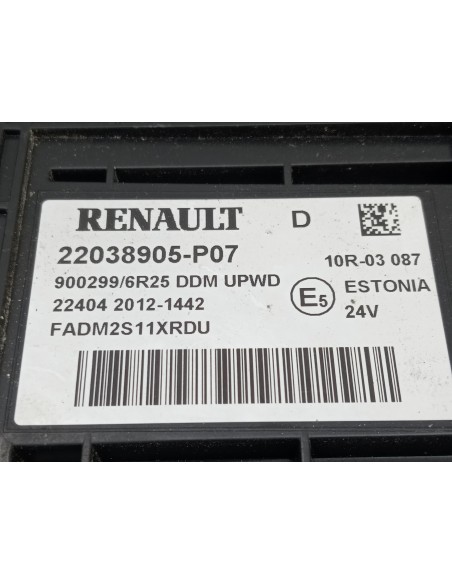 RENAULT D
22038905-P07
10R-03 087
900299/6R25 DDM UPWD
E5 ESTONIA
22404 2012-1442
24V
FADM2S11XRDU